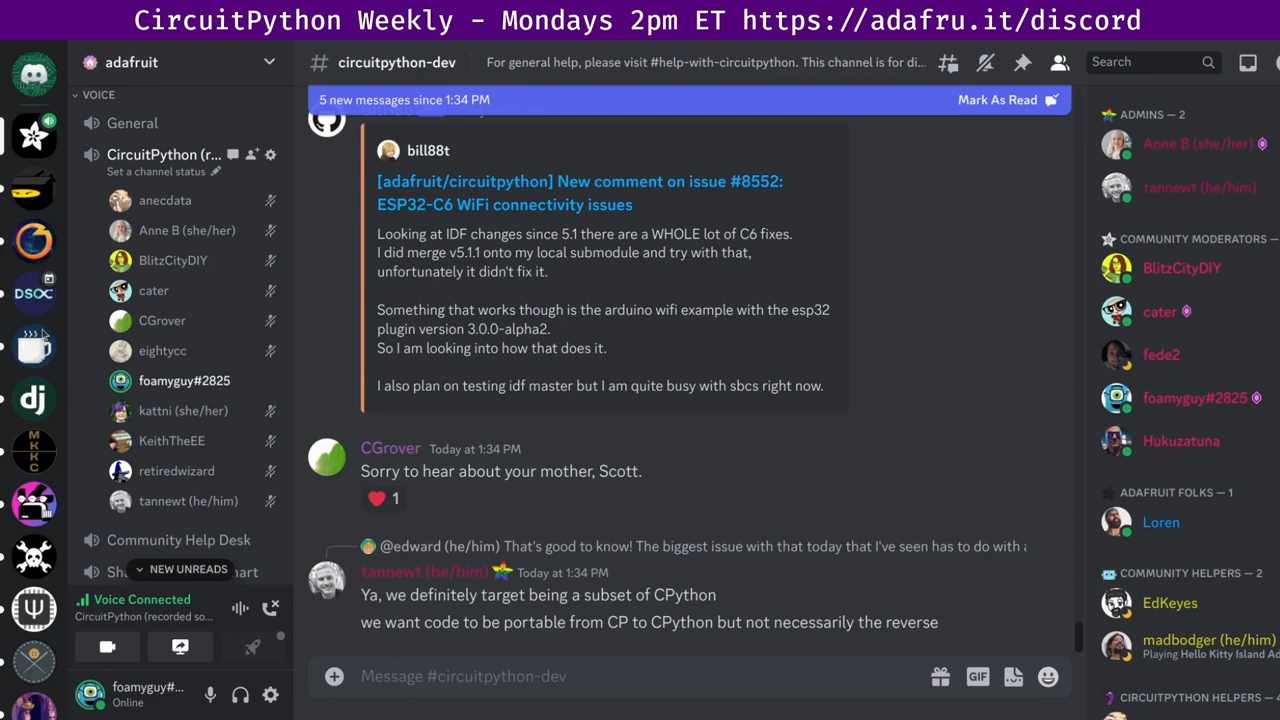 CircuitPython Weekly - Mondays 2pm ET https://adafru.it/discord
adafruit
VOICE
General
CircuitPython (r...
Set a channel status
anecdata
Anne B (she/her)
BlitzCityDIY
cater
CGrover
eightycc
foamyguy#2825
kattni (she/her)
KeithTheEE
retiredwizard
tannewt (he/him)
Community Help Desk
NEW UNREADS
Voice Connected
CircuitPython (recorded so...
foamyguy#...
Online
DSOC
dj
MKKC
# circuitpython-dev
For general help, please visit #help-with-circuitpython. This channel is for di...
5 new messages since 1:34 PM
Mark As Read
bill88t
[adafruit/circuitpython] New comment on issue #8552:
ESP32-C6 WiFi connectivity issues
Looking at IDF changes since 5.1 there are a WHOLE lot of C6 fixes.
I did merge v5.1.1 onto my local submodule and try with that,
unfortunately it didn't fix it.
Something that works though is the arduino wifi example with the esp32
plugin version 3.0.0-alpha2.
So I am looking into how that does it.
I also plan on testing idf master but I am quite busy with sbcs right now.
CGrover Today at 1:34 PM
Sorry to hear about your mother, Scott.
1
@edward (he/him) That's good to know! The biggest issue with that today that I've seen has to do with a
tannewt (he/him) Today at 1:34 PM
Ya, we definitely target being a subset of CPython
we want code to be portable from CP to CPython but not necessarily the reverse
Message #circuitpython-dev
GIF
Search
ADMINS — 2
Anne B (she/her)
tannewt (he/him)
COMMUNITY MODERATORS —
BlitzCityDIY
cater
fede2
foamyguy#2825
Hukuzatuna
ADAFRUIT FOLKS — 1
Loren
COMMUNITY HELPERS — 2
EdKeyes
madbodger (he/him)
Playing Hello Kitty Island Ad
CIRCUITPYTHON HELPERS — 4